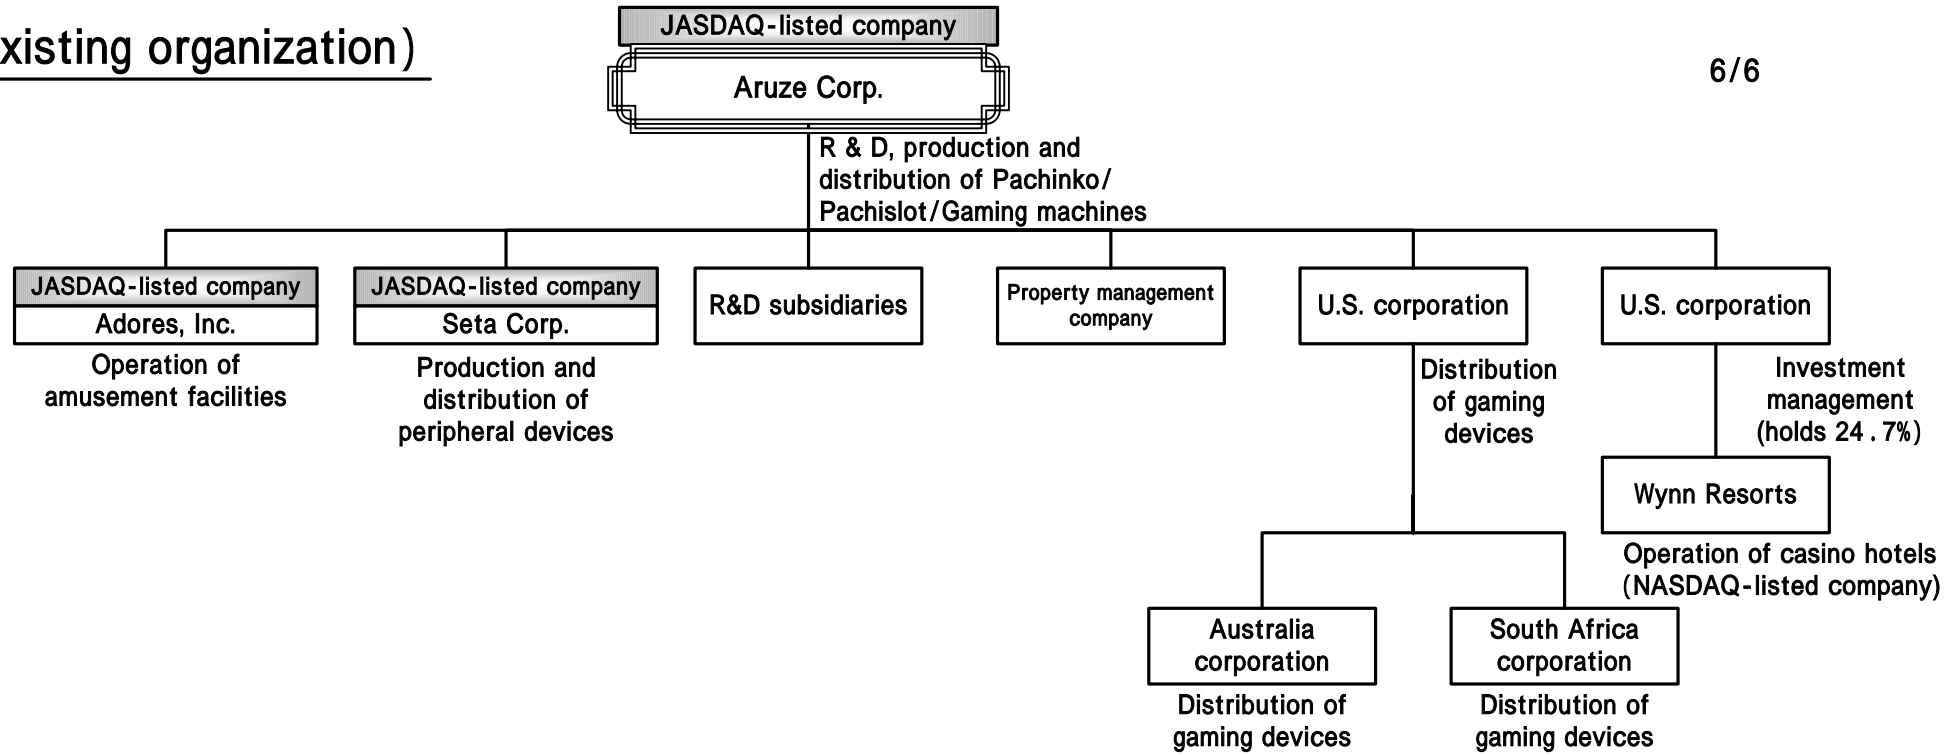 xisting organization)
JASDAQ-listed company
Aruze Corp.
6/6
R & D, production and
distribution of Pachinko/
Pachislot/Gaming machines
JASDAQ-listed company
Adores, Inc.
Operation of
amusement facilities
JASDAQ-listed company
Seta Corp.
Production and
distribution of
peripheral devices
R&D subsidiaries
Property management
company
U.S. corporation
Distribution
of gaming
devices
U.S. corporation
Investment
management
(holds 24.7%)
Wynn Resorts
Operation of casino hotels
(NASDAQ-listed company)
Australia
corporation
Distribution of
gaming devices
South Africa
corporation
Distribution of
gaming devices